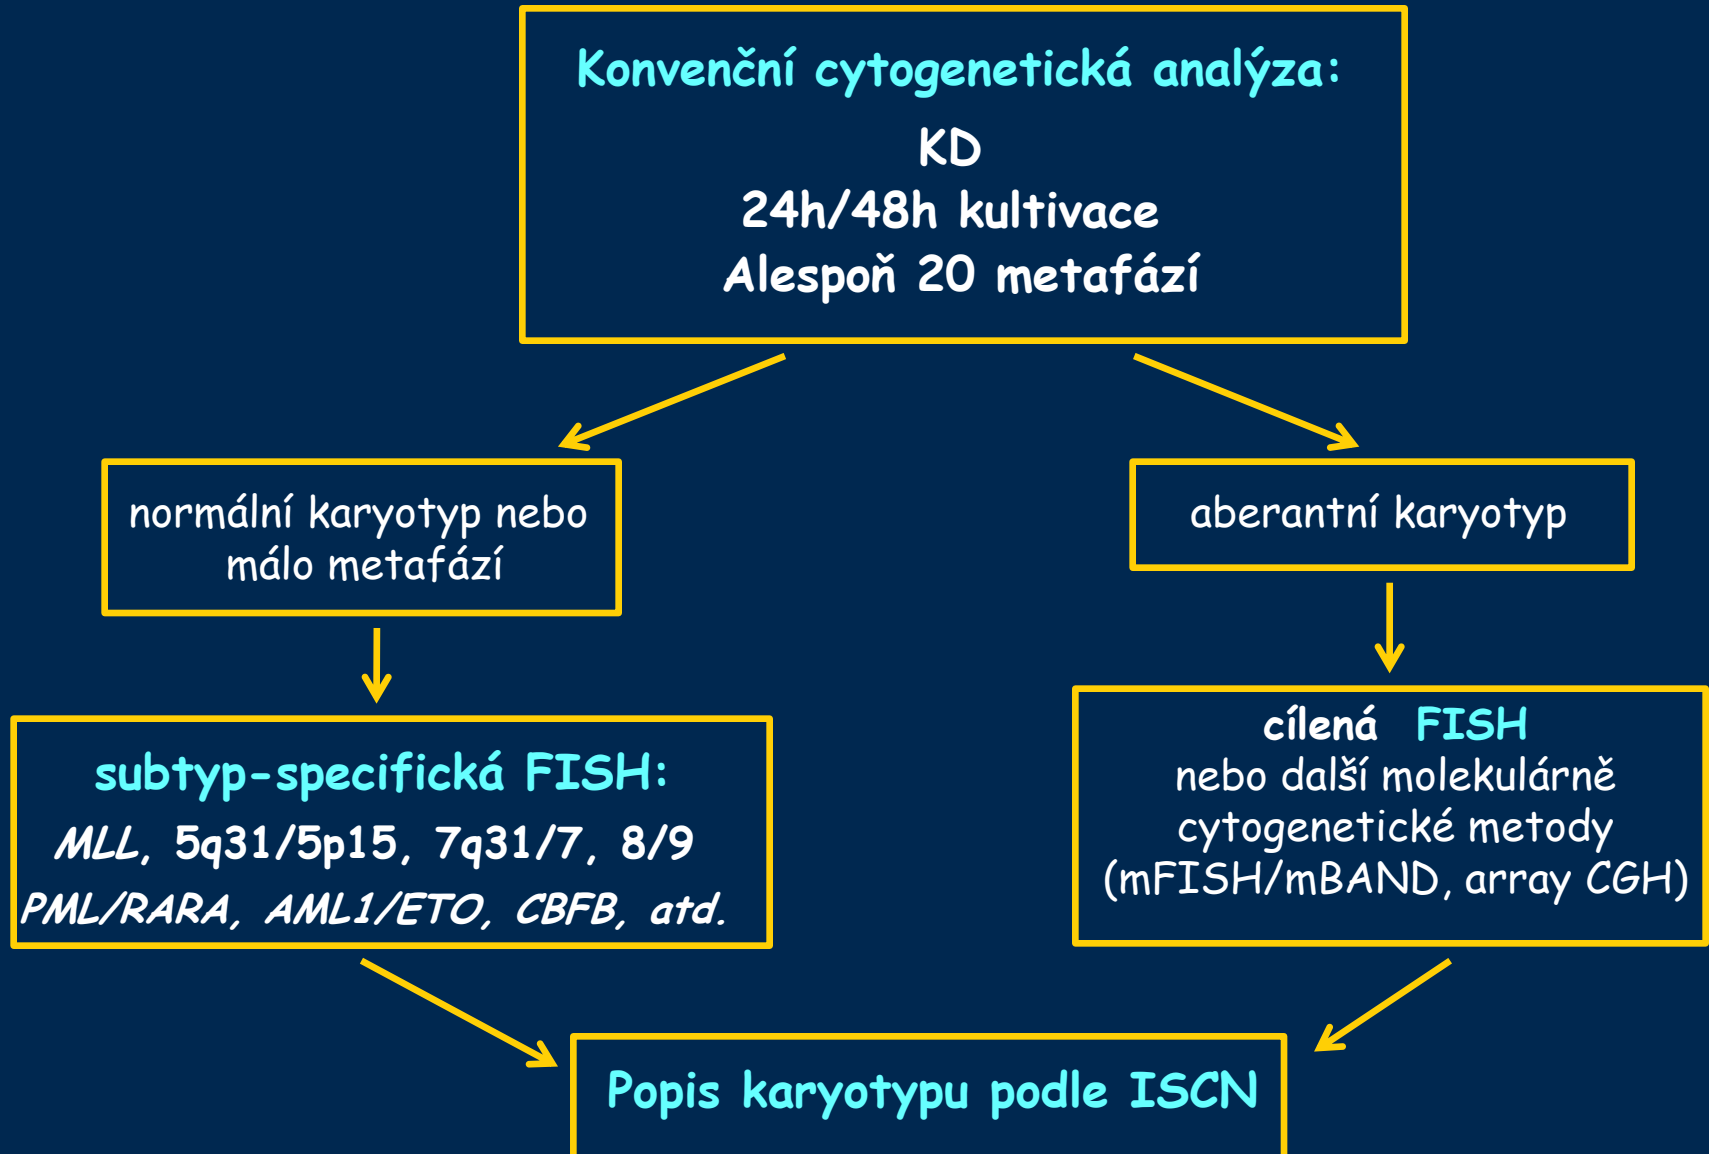 Konvenční cytogenetická analýza:
KD
24h/48h kultivace
Alespoň 20 metafází
normální karyotyp nebo
málo metafází
aberantní karyotyp
subtyp-specifická FISH:
MLL, 5q31/5p15, 7q31/7, 8/9
PML/RARA, AML1/ETO, CBFB, atd.
cílená FISH
nebo další molekulárně
cytogenetické metody
(mFISH/mBAND, array CGH)
Popis karyotypu podle ISCN